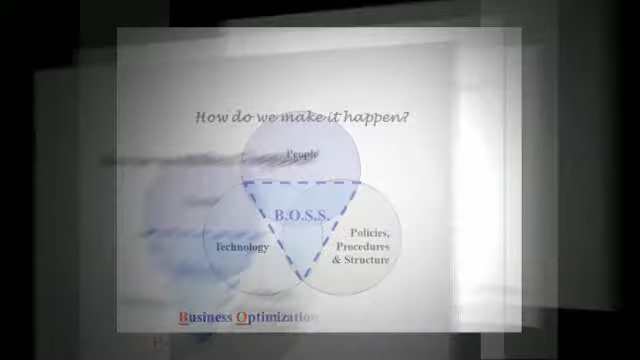 How do we make it happen?
People
B.O.S.S.
Technology
Policies,
Procedures
& Structure
Business Optimization